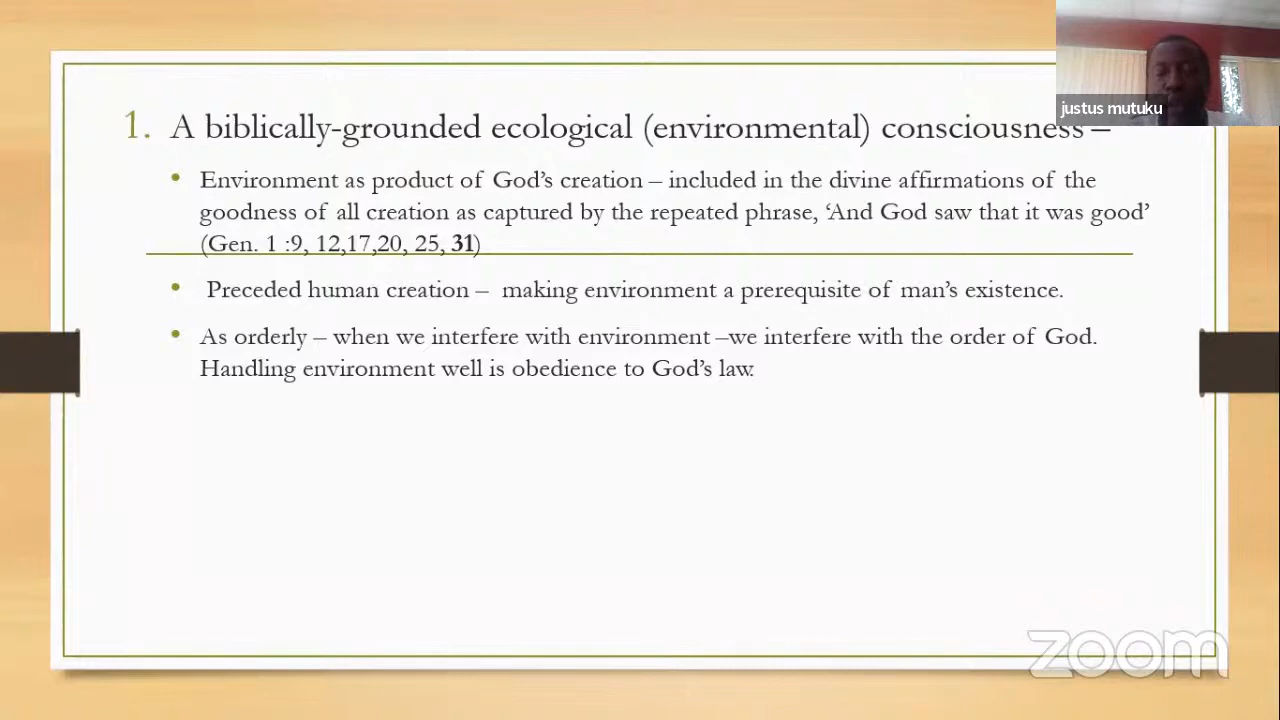 justus mutuku
1. A biblically-grounded ecological (environmental) consciousness –
• Environment as product of God’s creation – included in the divine affirmations of the
goodness of all creation as captured by the repeated phrase, ‘And God saw that it was good’
(Gen. 1 :9, 12,17,20, 25, 31)
• Preceded human creation – making environment a prerequisite of man’s existence.
• As orderly – when we interfere with environment –we interfere with the order of God.
Handling environment well is obedience to God’s law.
zoom